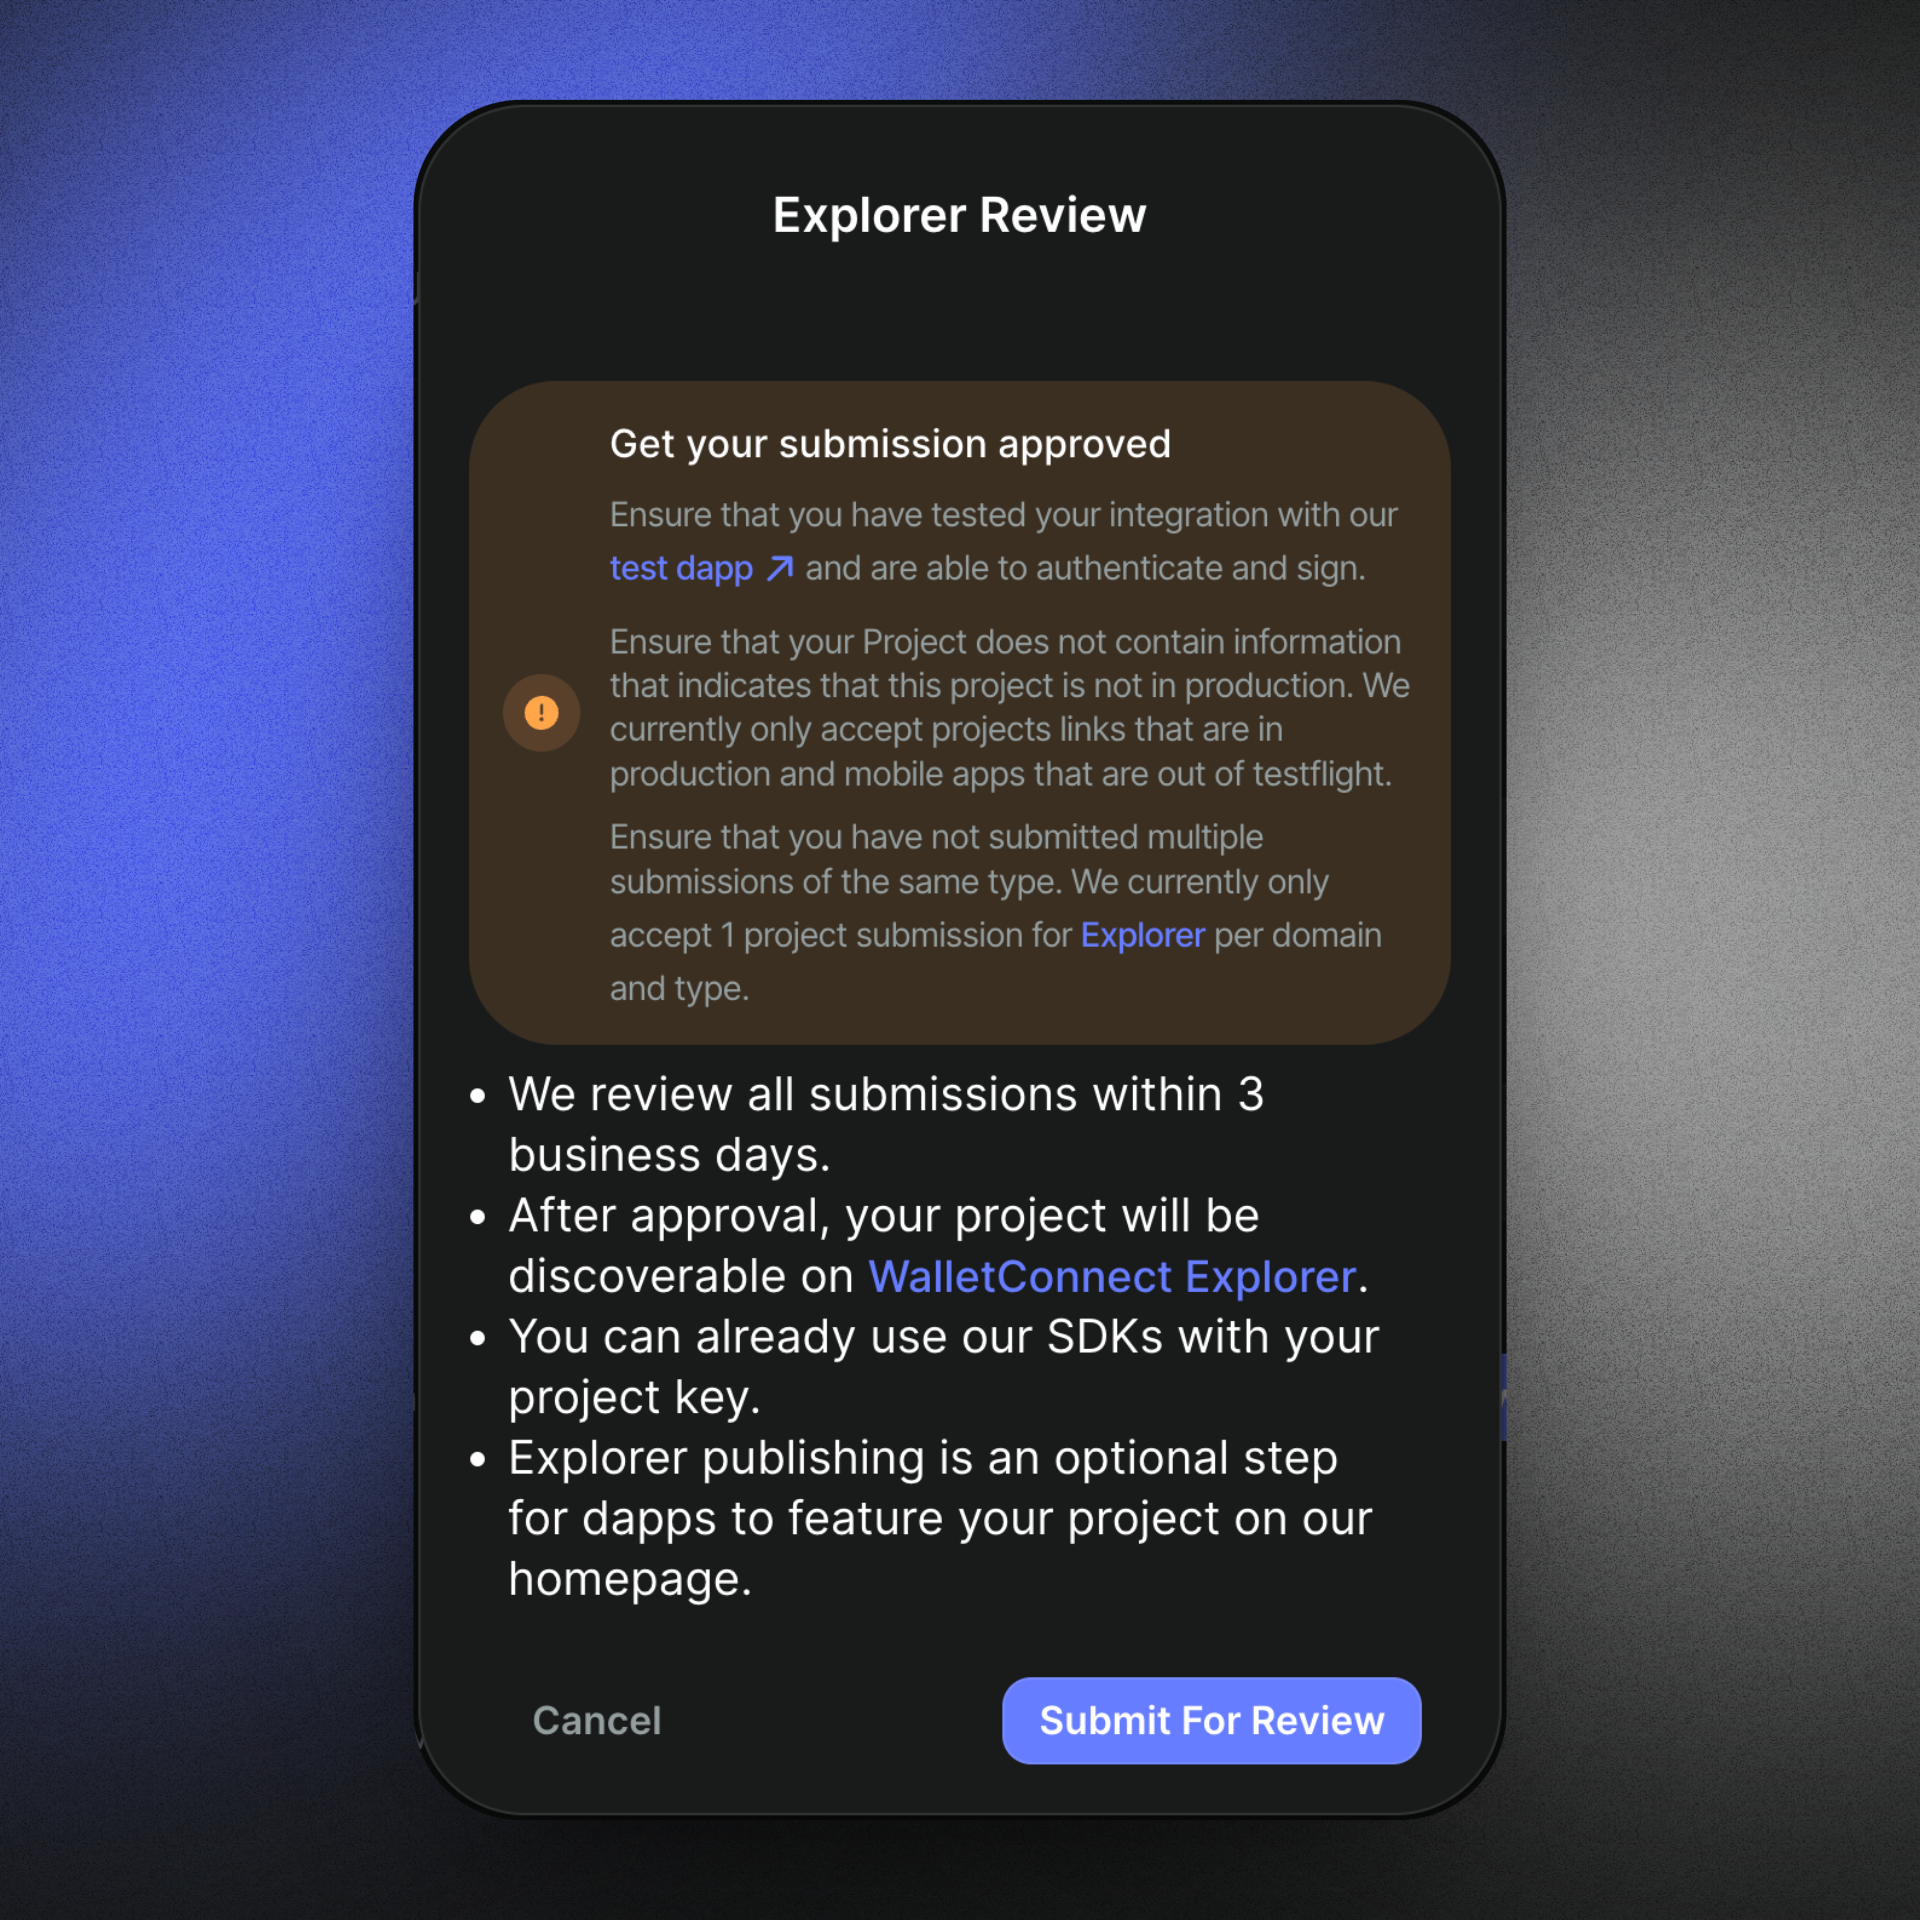 Explorer Review
Get your submission approved
Ensure that you have tested your integration with our
test dapp ↗ and are able to authenticate and sign.
Ensure that your Project does not contain information
that indicates that this project is not in production. We
currently only accept projects links that are in
production and mobile apps that are out of testflight.
Ensure that you have not submitted multiple
submissions of the same type. We currently only
accept 1 project submission for Explorer per domain
and type.
• We review all submissions within 3
business days.
• After approval, your project will be
discoverable on WalletConnect Explorer.
• You can already use our SDKs with your
project key.
• Explorer publishing is an optional step
for dapps to feature your project on our
homepage.
Cancel
Submit For Review